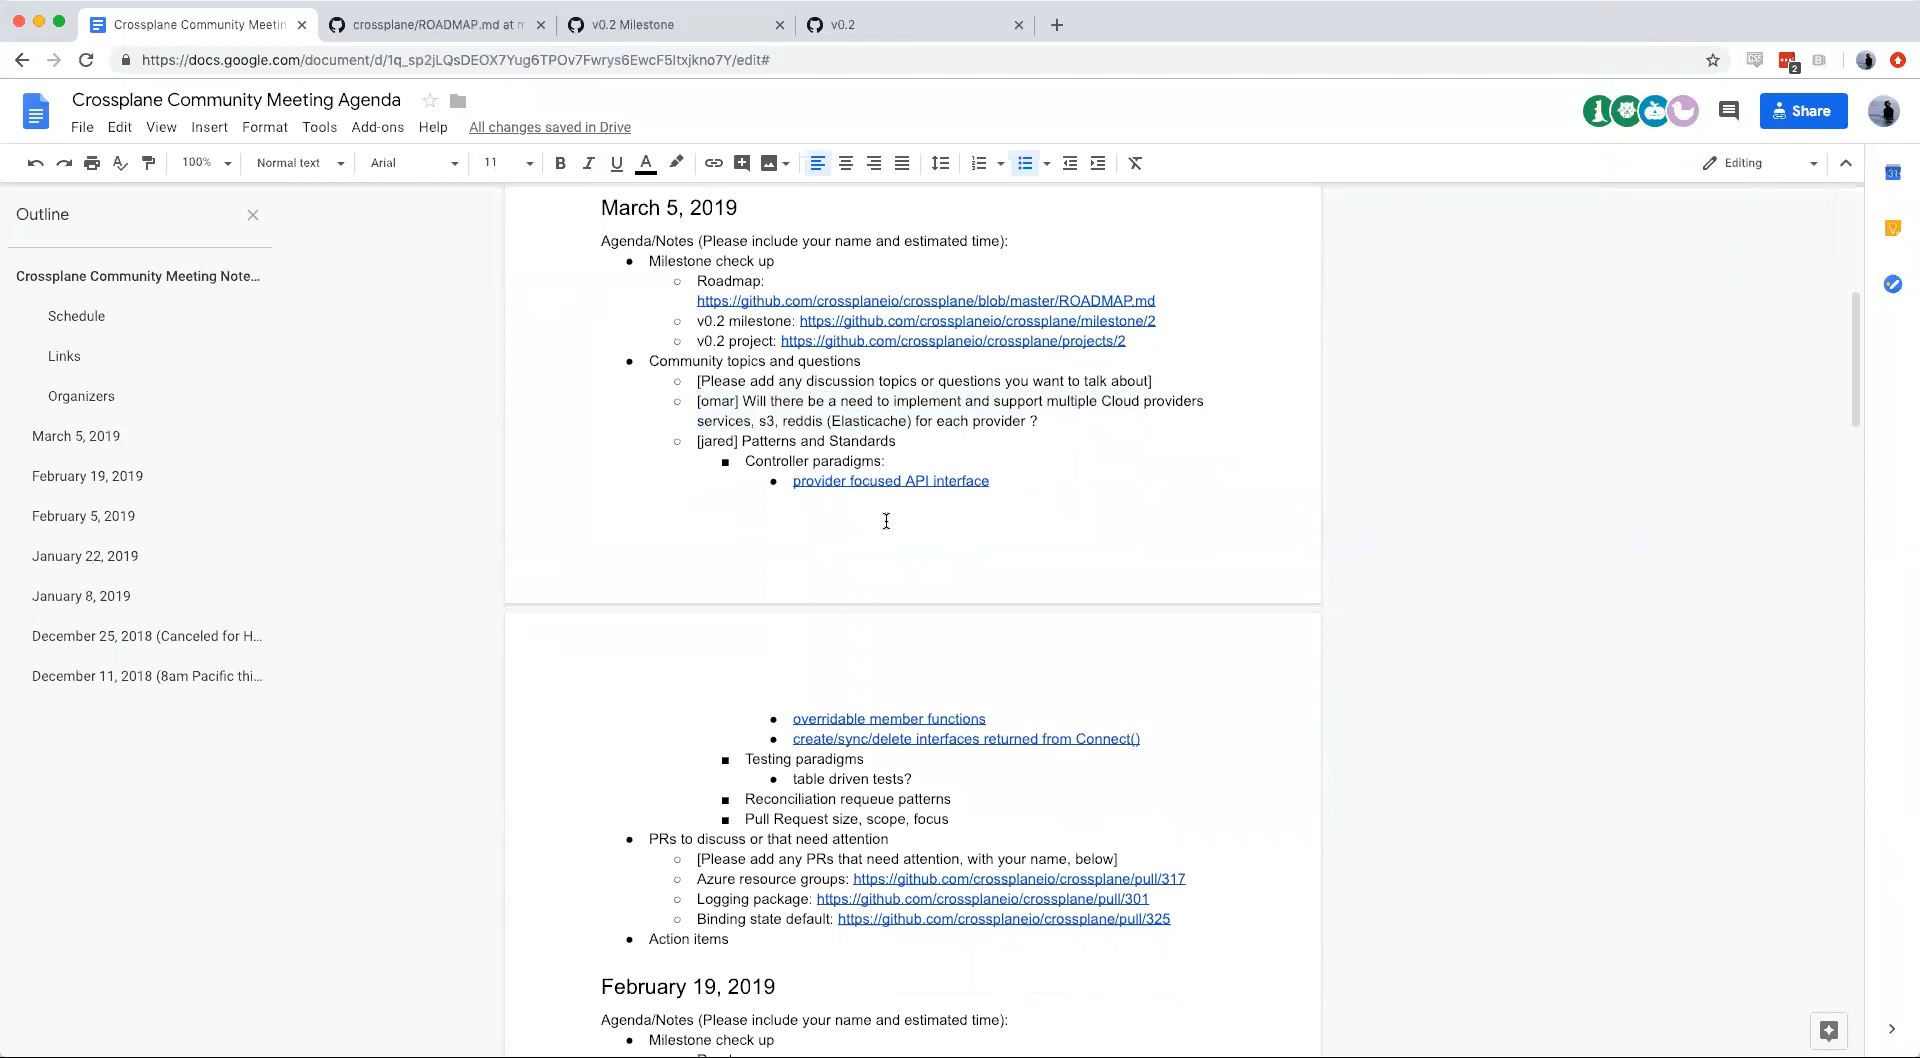 Crossplane Community Meetin
crossplane/ROADMAP.md at m
v0.2 Milestone
v0.2
https://docs.google.com/document/d/1q_sp2jLQsDEOX7Yug6TPOv7Fwrys6EwcF5Itxjkno7Y/edit#
2
Crossplane Community Meeting Agenda
Share
File Edit View Insert Format Tools Add-ons Help All changes saved in Drive
100% Normal text Arial 11 B I U A Editing
31
Outline
Crossplane Community Meeting Note...
Schedule
Links
Organizers
March 5, 2019
February 19, 2019
February 5, 2019
January 22, 2019
January 8, 2019
December 25, 2018 (Canceled for H...
December 11, 2018 (8am Pacific thi...
March 5, 2019
Agenda/Notes (Please include your name and estimated time):
● Milestone check up
○ Roadmap:
https://github.com/crossplaneio/crossplane/blob/master/ROADMAP.md
○ v0.2 milestone: https://github.com/crossplaneio/crossplane/milestone/2
○ v0.2 project: https://github.com/crossplaneio/crossplane/projects/2
● Community topics and questions
○ [Please add any discussion topics or questions you want to talk about]
○ [omar] Will there be a need to implement and support multiple Cloud providers
services, s3, reddis (Elasticache) for each provider ?
○ [jared] Patterns and Standards
■ Controller paradigms:
● provider focused API interface
● overridable member functions
● create/sync/delete interfaces returned from Connect()
■ Testing paradigms
● table driven tests?
■ Reconciliation requeue patterns
■ Pull Request size, scope, focus
● PRs to discuss or that need attention
○ [Please add any PRs that need attention, with your name, below]
○ Azure resource groups: https://github.com/crossplaneio/crossplane/pull/317
○ Logging package: https://github.com/crossplaneio/crossplane/pull/301
○ Binding state default: https://github.com/crossplaneio/crossplane/pull/325
● Action items
February 19, 2019
Agenda/Notes (Please include your name and estimated time):
● Milestone check up